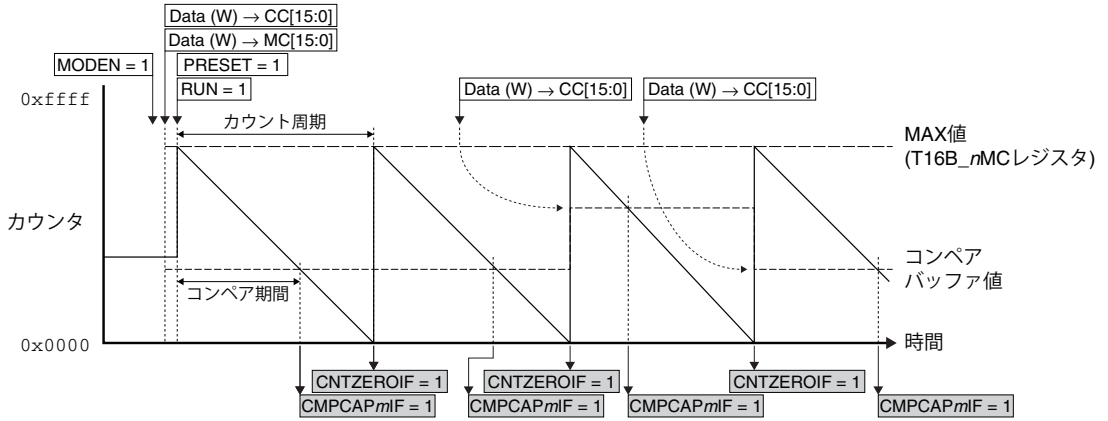 Data (W) → CC[15:0]
Data (W) → MC[15:0]
MODEN = 1
PRESET = 1
RUN = 1
Data (W) → CC[15:0]
Data (W) → CC[15:0]
0xffff
カウント周期
MAX値
(T16B_nMCレジスタ)
カウンタ
コンペア
バッファ値
コンペア期間
0x0000
時間
CNTZEROIF = 1
CNTZEROIF = 1
CNTZEROIF = 1
CMPCAPmIF = 1
CMPCAPmIF = 1
CMPCAPmIF = 1
CMPCAPmIF = 1